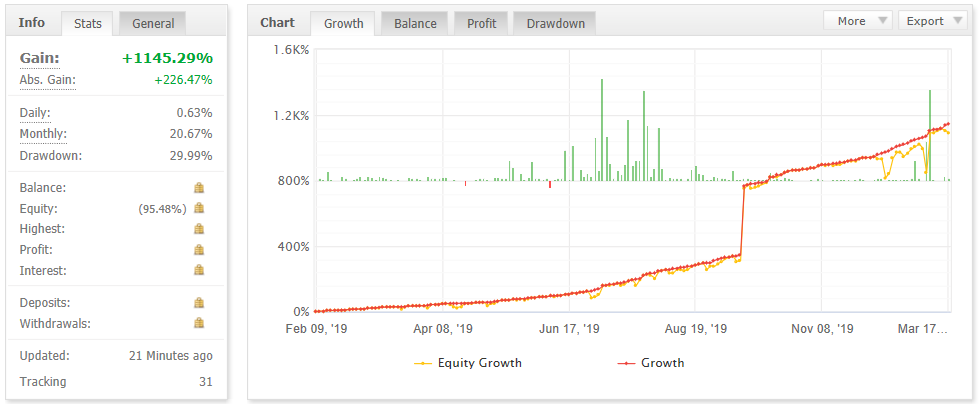 Info Stats General
Gain: +1145.29%
Abs. Gain: +226.47%
Daily: 0.63%
Monthly: 20.67%
Drawdown: 29.99%
Balance:
Equity: (95.48%)
Highest:
Profit:
Interest:
Deposits:
Withdrawals:
Updated: 21 Minutes ago
Tracking 31
Chart Growth Balance Profit Drawdown More Export
1.6K%
1.2K%
800%
400%
0%
Feb 09, '19 Apr 08, '19 Jun 17, '19 Aug 19, '19 Nov 08, '19 Mar 17...
Equity Growth Growth